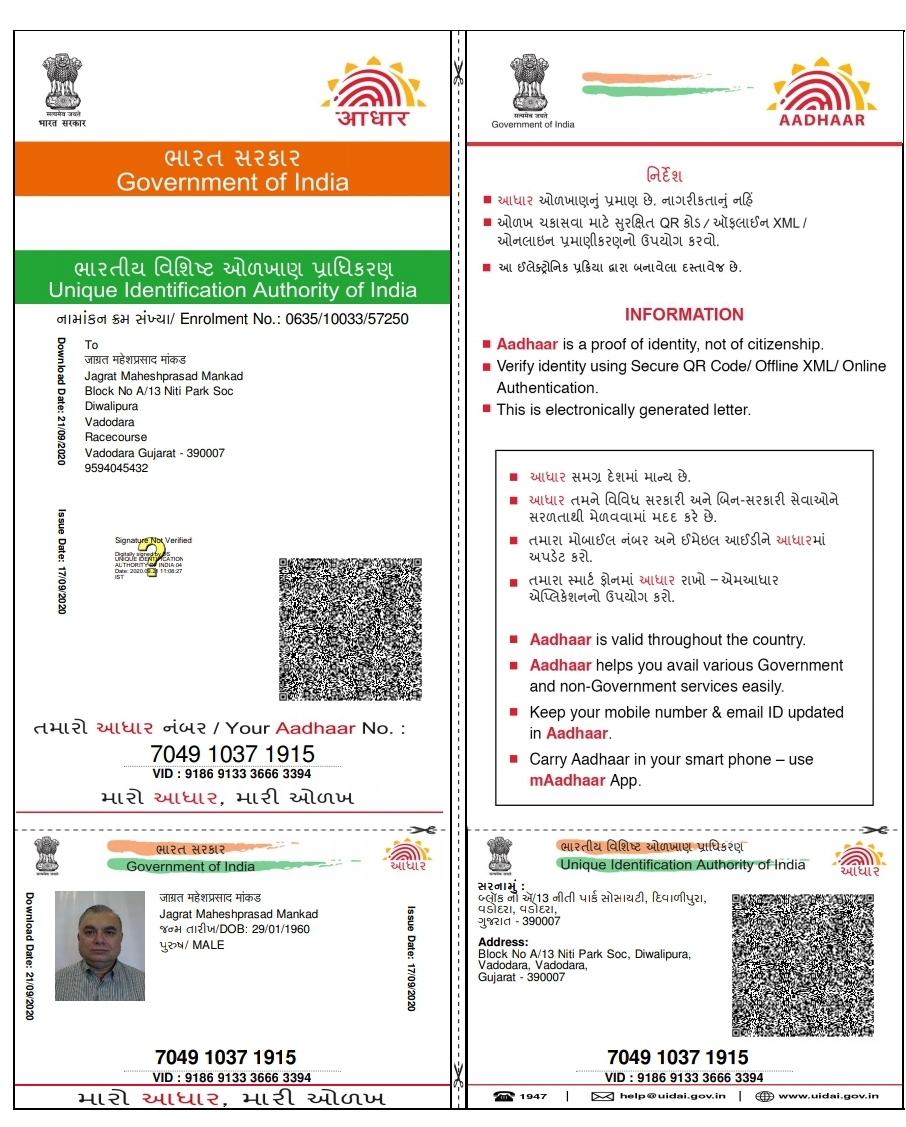 सत्यमेव जयते
भारत सरकार
आधार
ભારત સરકાર
Government of India
ભારતીય વિશિષ્ટ ઓળખાણ પ્રાધિકરણ
Unique Identification Authority of India
નામાંકન ક્રમ સંખ્યા/ Enrolment No.: 0635/10033/57250
Download Date: 21/09/2020
To
जाग्रत महेशप्रसाद मांकड
Jagrat Maheshprasad Mankad
Block No A/13 Niti Park Soc
Diwalipura
Vadodara
Racecourse
Vadodara Gujarat - 390007
9594045432
Issue Date: 17/09/2020
Signature Not Verified
Digitally signed by DS
UNIQUE IDENTIFICATION
AUTHORITY OF INDIA 04
IST
તમારો આધાર નંબર / Your Aadhaar No. :
7049 1037 1915
VID : 9186 9133 3666 3394
મારો આધાર, મારી ઓળખ
ભારત સરકાર
Government of India
આધાર
Download Date: 21/09/2020
जाग्रत महेशप्रसाद मांकड
Jagrat Maheshprasad Mankad
જન્મ તારીખ/DOB: 29/01/1960
પુરુષ/ MALE
Issue Date: 17/09/2020
7049 1037 1915
VID : 9186 9133 3666 3394
મારો આધાર, મારી ઓળખ
सत्यमेव जयते
Government of India
AADHAAR
નિર્દેશ
આધાર ઓળખાણનું પ્રમાણ છે. નાગરીકતાનું નહિં
ઓળખ ચકાસવા માટે સુરક્ષિત QR કોડ / ઑફલાઈન XML /
ઓનલાઇન પ્રમાણીકરણનો ઉપયોગ કરવો.
આ ઈલેક્ટ્રોનિક પ્રક્રિયા દ્વારા બનાવેલા દસ્તાવેજ છે.
INFORMATION
Aadhaar is a proof of identity, not of citizenship.
Verify identity using Secure QR Code/ Offline XML/ Online
Authentication.
This is electronically generated letter.
આધાર સમગ્ર દેશમાં માન્ય છે.
આધાર તમને વિવિધ સરકારી અને બિન-સરકારી સેવાઓને
સરળતાથી મેળવવામાં મદદ કરે છે.
તમારા મોબાઈલ નંબર અને ઈમેઇલ આઈડીને આધારમાં
અપડેટ કરો.
તમારા સ્માર્ટ ફોનમાં આધાર રાખો – એમઆધાર
એપ્લિકેશનનો ઉપયોગ કરો.
Aadhaar is valid throughout the country.
Aadhaar helps you avail various Government
and non-Government services easily.
Keep your mobile number & email ID updated
in Aadhaar.
Carry Aadhaar in your smart phone – use
mAadhaar App.
ભારતીય વિશિષ્ટ ઓળખાણ પ્રાધિકરણ
Unique Identification Authority of India
આધાર
સરનામું :
બ્લોક નો એ/13 નીતી પાર્ક સોસાયટી, દિવાળીપુરા,
વડોદરા, વડોદરા,
ગુજરાત - 390007
Address:
Block No A/13 Niti Park Soc, Diwalipura,
Vadodara, Vadodara,
Gujarat - 390007
7049 1037 1915
VID : 9186 9133 3666 3394
1947 | help@uidai.gov.in | www.uidai.gov.in